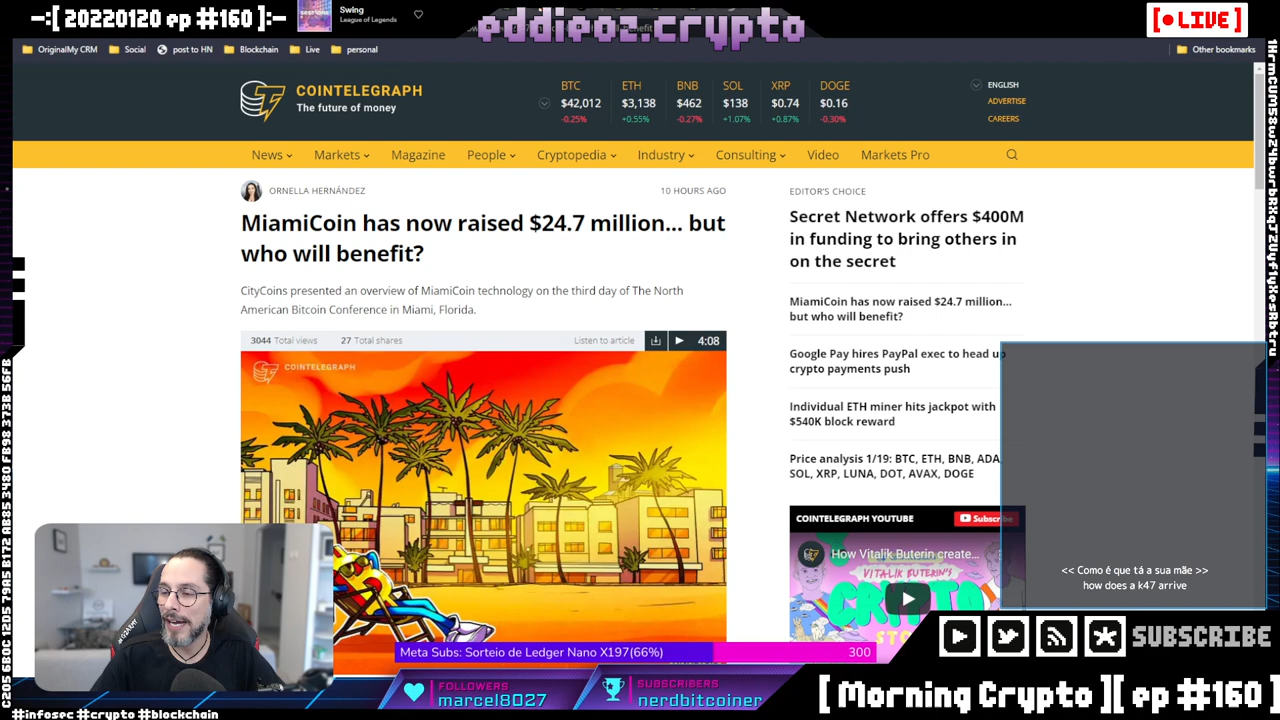 -:[ 20220120 ep #160 ]:-
Swing
League of Legends
eddieoz.crypto
[ LIVE ]
OriginalMy CRM
Social
post to HN
Blockchain
Live
personal
Other bookmarks
COINTELEGRAPH
The future of money
BTC
ETH
BNB
SOL
XRP
DOGE
$42,012
$3,138
$462
$138
$0.74
$0.16
-0.25%
+0.55%
-0.27%
+1.07%
+0.87%
-0.30%
ENGLISH
ADVERTISE
CAREERS
News
Markets
Magazine
People
Cryptopedia
Industry
Consulting
Video
Markets Pro
ORNELLA HERNÁNDEZ
10 HOURS AGO
MiamiCoin has now raised $24.7 million... but
who will benefit?
CityCoins presented an overview of MiamiCoin technology on the third day of The North
American Bitcoin Conference in Miami, Florida.
3044 Total views
27 Total shares
Listen to article
4:08
COINTELEGRAPH
EDITOR'S CHOICE
Secret Network offers $400M
in funding to bring others in
on the secret
MiamiCoin has now raised $24.7 million...
but who will benefit?
Google Pay hires PayPal exec to head up
crypto payments push
Individual ETH miner hits jackpot with
$540K block reward
Price analysis 1/19: BTC, ETH, BNB, ADA,
SOL, XRP, LUNA, DOT, AVAX, DOGE
COINTELEGRAPH YOUTUBE
Subscribe
How Vitalik Buterin create...
VITALIK BUTERIN'S
CRYPTO
<< Como é que tá a sua mãe >>
how does a k47 arrive
Meta Subs: Sorteio de Ledger Nano X197(66%)
300
SUBSCRIBE
FOLLOWERS
marcel8027
SUBSCRIBERS
nerdbitcoiner
[ Morning Crypto ][ ep #160 ]
#infosec #crypto #blockchain